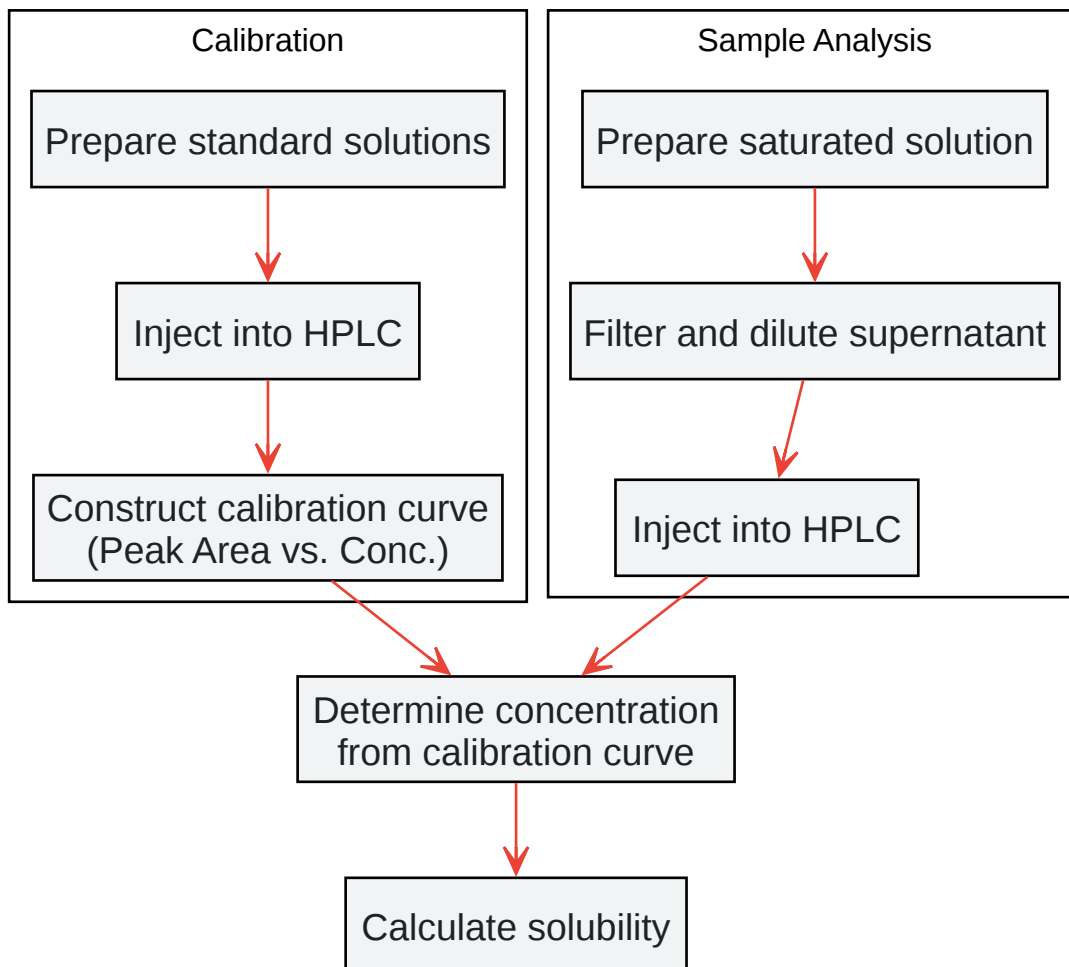 Calibration
Prepare standard solutions
Inject into HPLC
Construct calibration curve
(Peak Area vs. Conc.)
Sample Analysis
Prepare saturated solution
Filter and dilute supernatant
Inject into HPLC
Determine concentration
from calibration curve
Calculate solubility